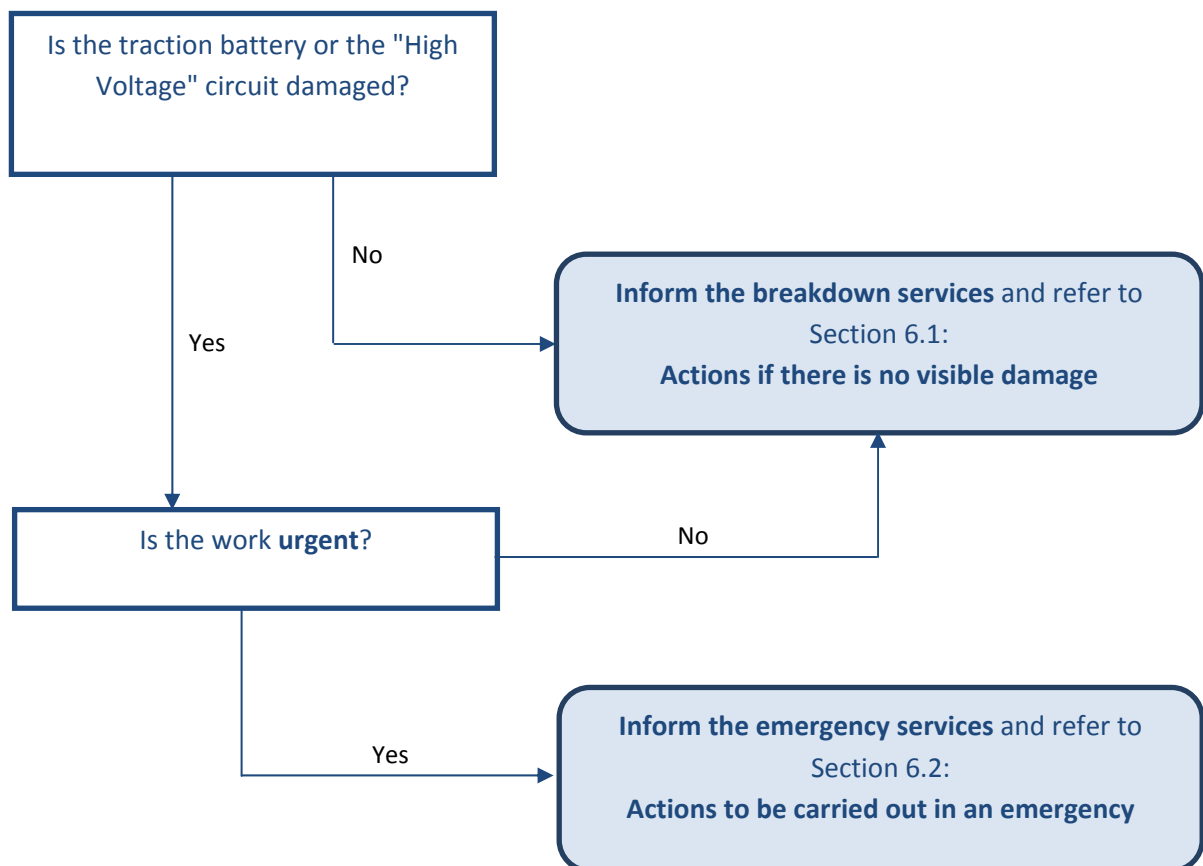 Is the traction battery or the "High
Voltage" circuit damaged?
No
Yes
Inform the breakdown services and refer to
Section 6.1:
Actions if there is no visible damage
Is the work urgent?
No
Yes
Inform the emergency services and refer to
Section 6.2:
Actions to be carried out in an emergency